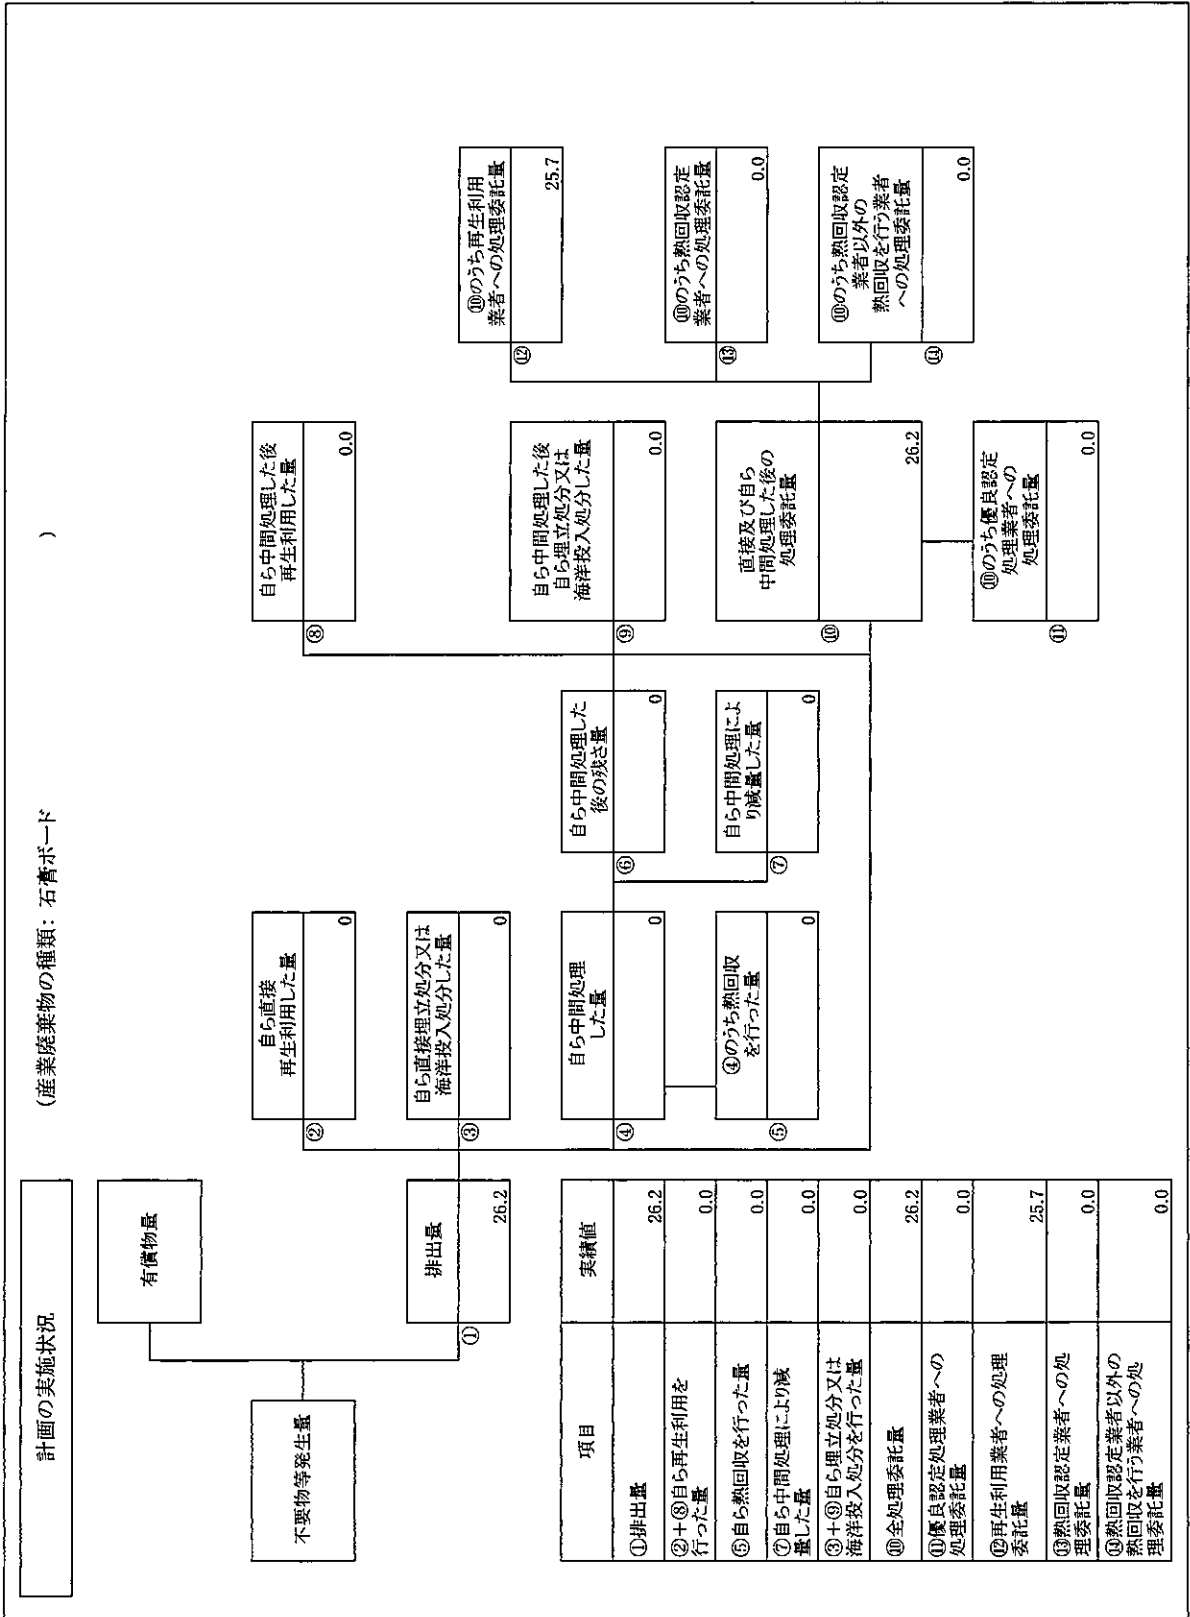 計画の実施状況
(産業廃棄物の種類: 石膏ボード
)
不要物等発生量
有償物量
①
排出量
26.2
②
自ら直接
再生利用した量
0
③
自ら直接埋立処分又は
海洋投入処分した量
0
④
自ら中間処理
した量
0
⑤
④のうち熱回収
を行った量
0
⑥
自ら中間処理した
後の残さ量
0
⑦
自ら中間処理によ
り減量した量
0
⑧
自ら中間処理した後
再生利用した量
0.0
⑨
自ら中間処理した後
自ら埋立処分又は
海洋投入処分した量
0.0
⑩
直接及び自ら
中間処理した後の
処理委託量
26.2
⑪
⑩のうち優良認定
処理業者への
処理委託量
0.0
⑫
⑩のうち再生利用
業者への処理委託量
25.7
⑬
⑩のうち熱回収認定
業者への処理委託量
0.0
⑭
⑩のうち熱回収認定
業者以外の
熱回収を行う業者
への処理委託量
0.0
項目 実績値
①排出量 26.2
②+⑧自ら再生利用を
行った量 0.0
⑤自ら熱回収を行った量 0.0
⑦自ら中間処理により減
量した量 0.0
③+⑨自ら埋立処分又は
海洋投入処分を行った量 0.0
⑩全処理委託量 26.2
⑪優良認定処理業者への
処理委託量 0.0
⑫再生利用業者への処理
委託量 25.7
⑬熱回収認定業者への処
理委託量 0.0
⑭熱回収認定業者以外の
熱回収を行う業者への処
理委託量 0.0